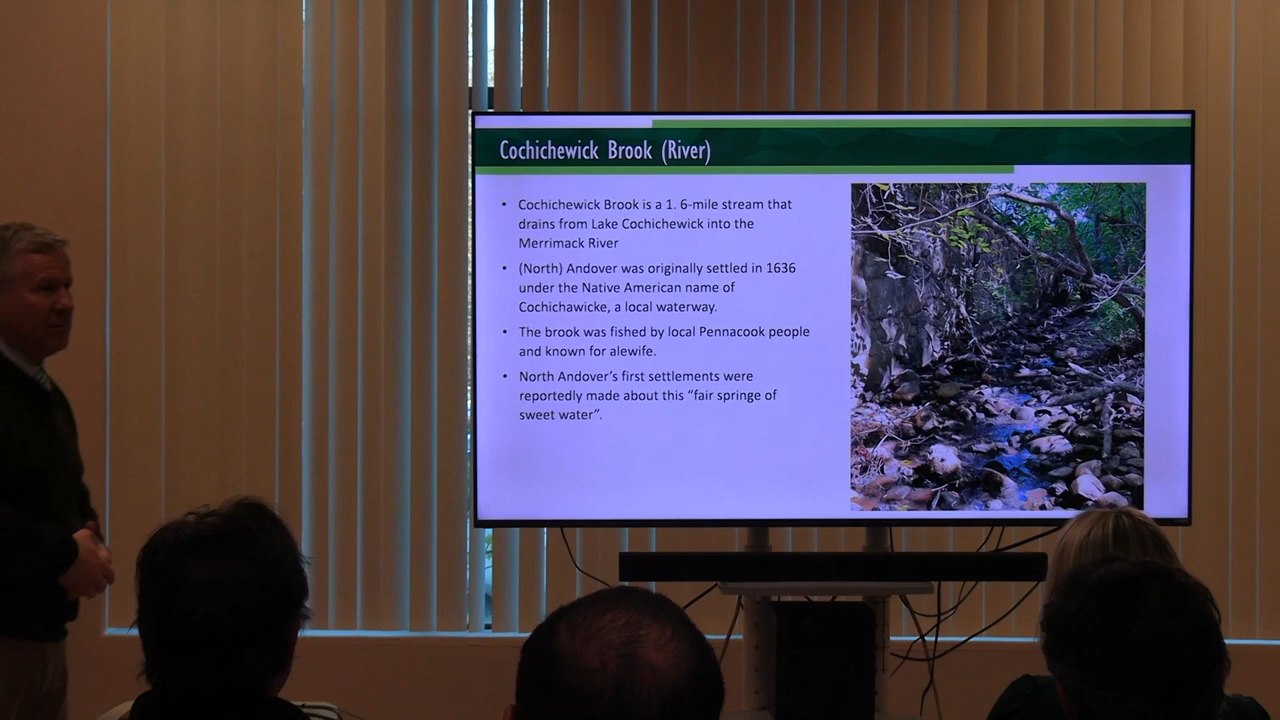 Cochichewick Brook (River)
• Cochichewick Brook is a 1. 6-mile stream that
drains from Lake Cochichewick into the
Merrimack River
• (North) Andover was originally settled in 1636
under the Native American name of
Cochichawicke, a local waterway.
• The brook was fished by local Pennacook people
and known for alewife.
• North Andover’s first settlements were
reportedly made about this “fair springe of
sweet water”.